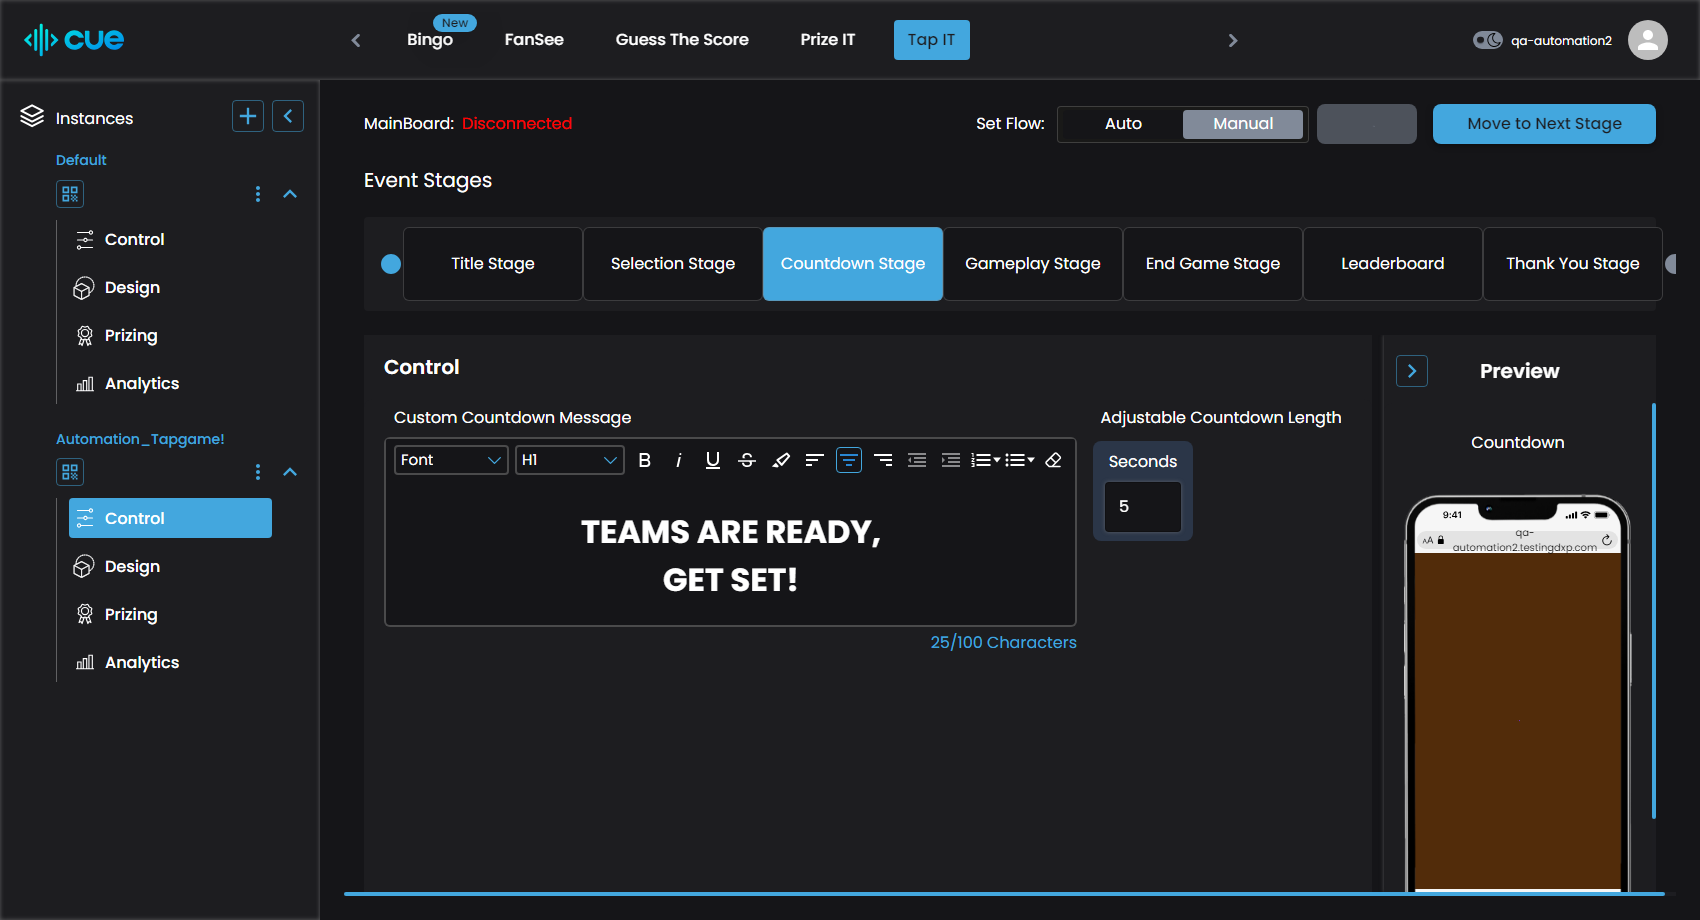 cue
New
Bingo
FanSee
Guess The Score
Prize IT
Tap IT
qa-automation2
Instances
Default
Control
Design
Prizing
Analytics
Automation_Tapgame!
Control
Design
Prizing
Analytics
MainBoard: Disconnected
Set Flow:
Auto
Manual
Move to Next Stage
Event Stages
Title Stage
Selection Stage
Countdown Stage
Gameplay Stage
End Game Stage
Leaderboard
Thank You Stage
Control
Custom Countdown Message
Font
H1
B
i
U
S
TEAMS ARE READY,
GET SET!
25/100 Characters
Adjustable Countdown Length
Seconds
5
Preview
Countdown
9:41
AA
qa-
automation2.testingdxp.com